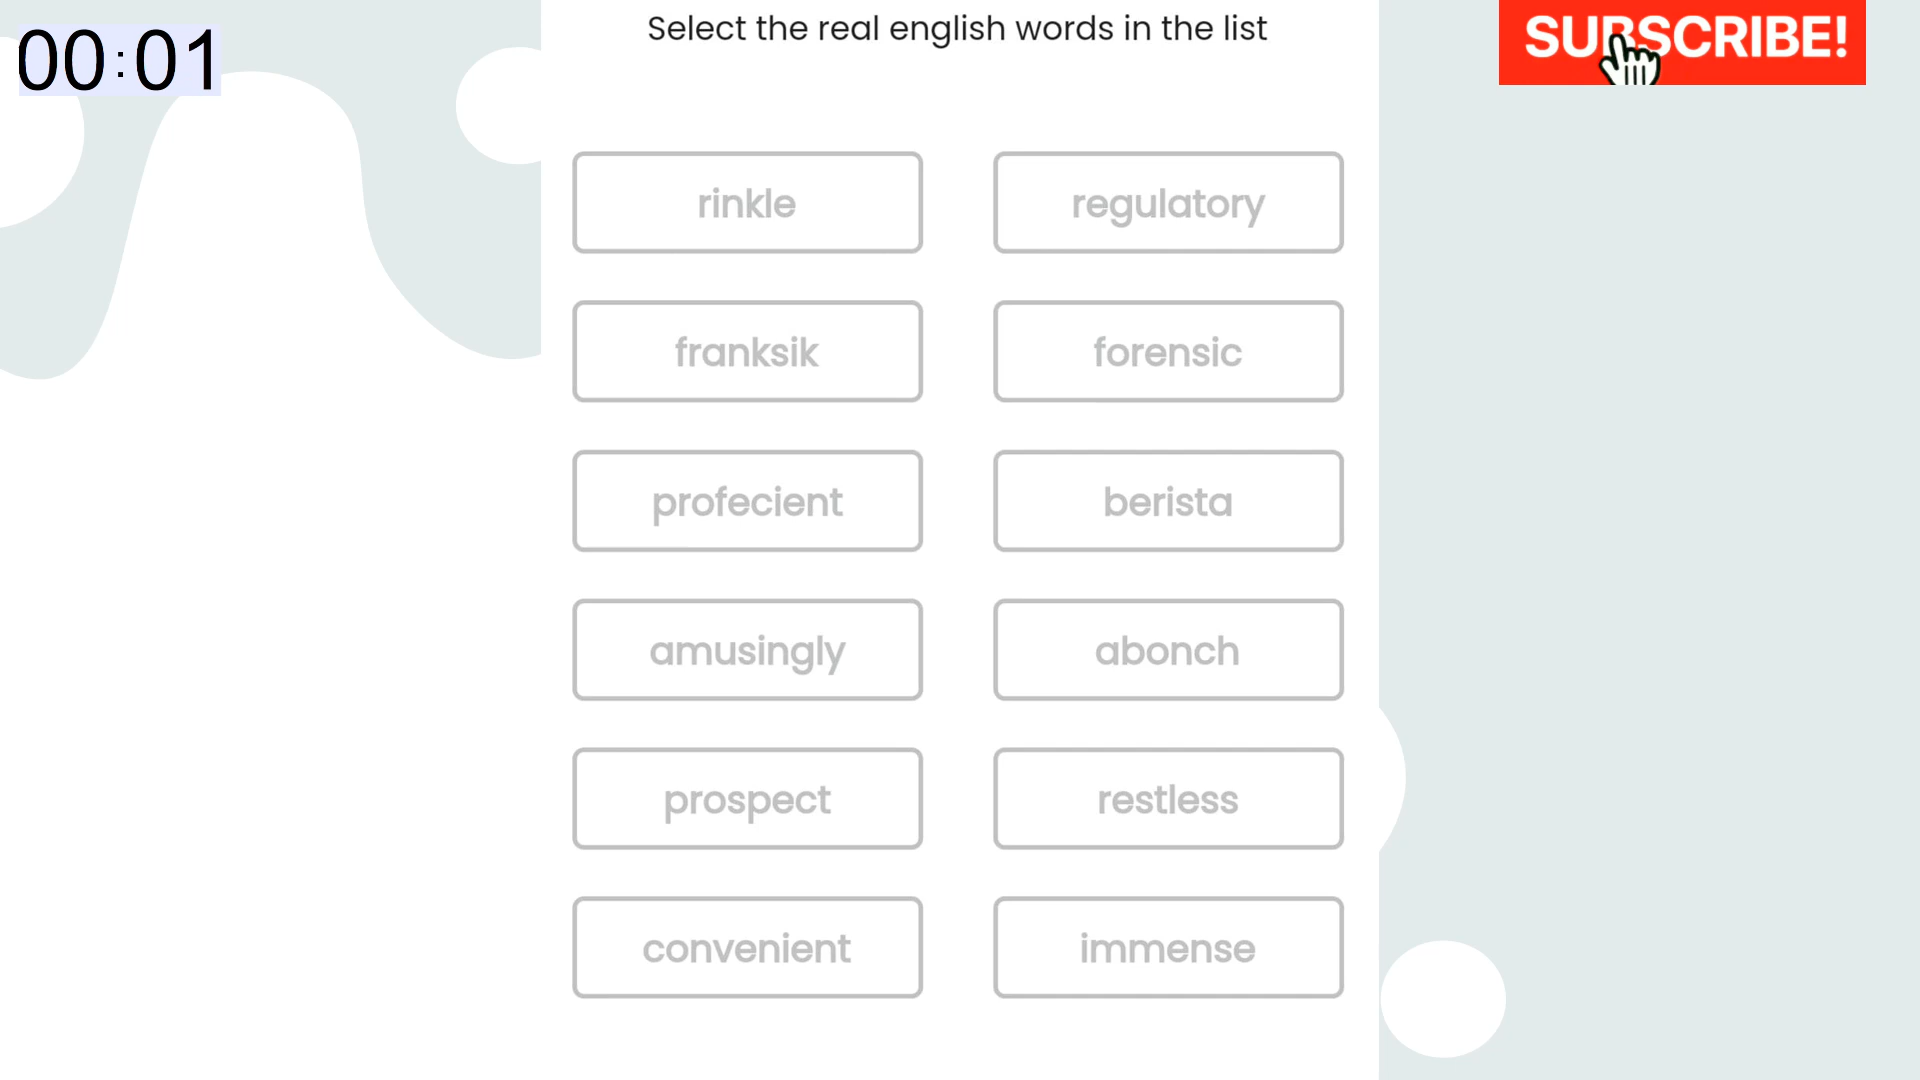 00:01
Select the real english words in the list
SUBSCRIBE!
rinkle
regulatory
franksik
forensic
profecient
berista
amusingly
abonch
prospect
restless
convenient
immense